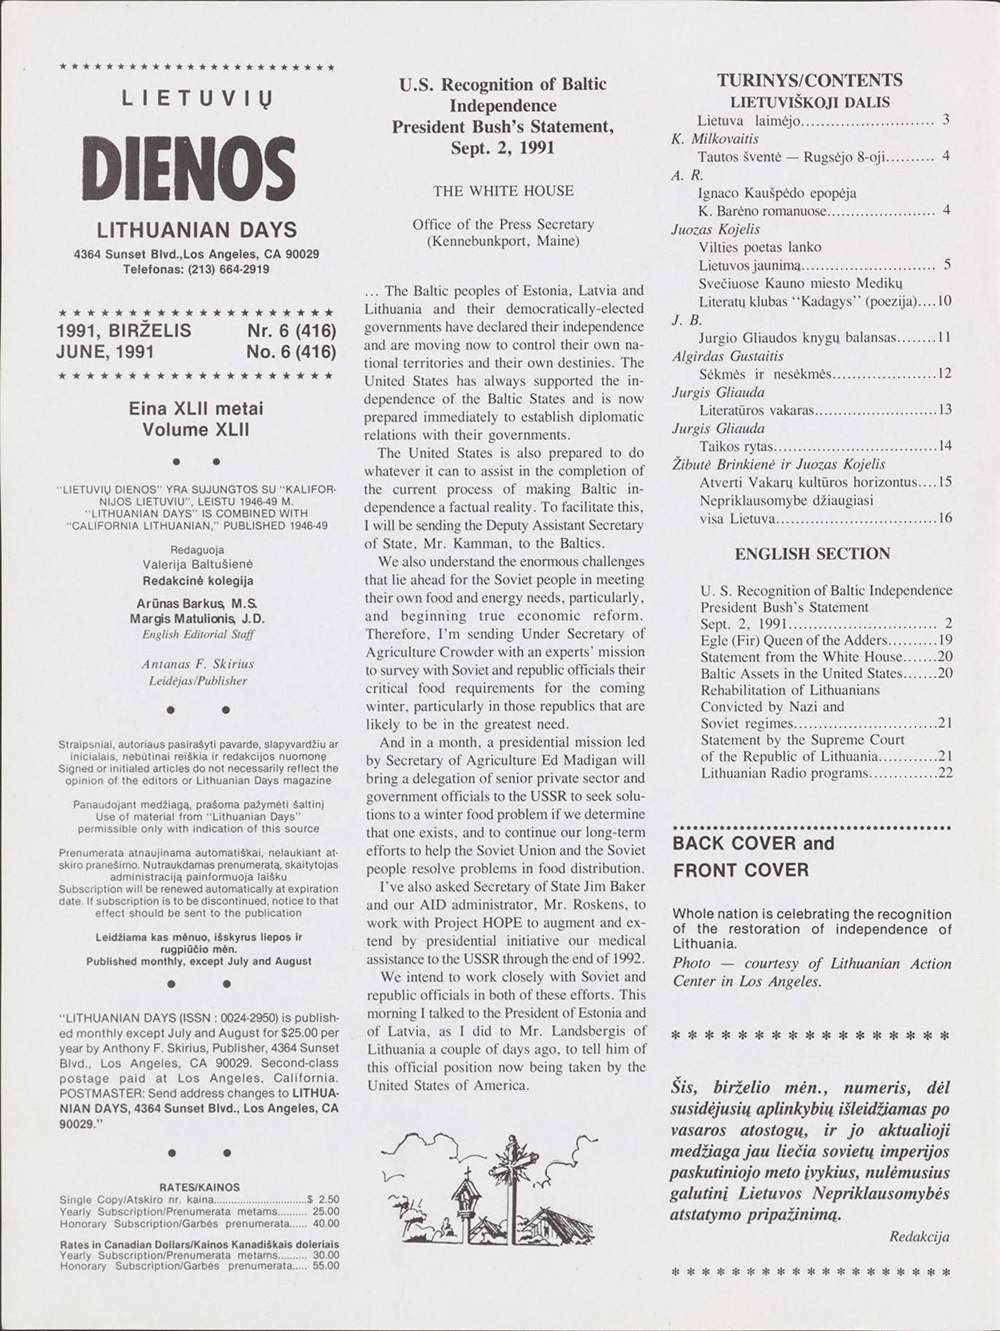 LIETUVIŲ
DIENOS
LITHUANIAN DAYS
4364 Sunset Blvd.,Los Angeles, CA 90029
Telefonas: (213) 664-2919
1991, BIRŽELIS Nr. 6 (416)
JUNE, 1991 No. 6 (416)
Eina XLII metai
Volume XLII
"LIETUVIŲ DIENOS" YRA SUJUNGTOS SU "KALIFOR-
NIJOS LIETUVIU", LEISTU 1946-49 M.
"LITHUANIAN DAYS" IS COMBINED WITH
"CALIFORNIA LITHUANIAN," PUBLISHED 1946-49
Redaguoja
Valerija Baltušienė
Redakcinė kolegija
Arūnas Barkus, M.S.
Margis Matulionis, J.D.
English Editorial Staff
Antanas F. Skirius
Leidėjas/Publisher
Straipsniai, autoriaus pasirašyti pavarde, slapyvardžiu ar
inicialais, nebūtinai reiškia ir redakcijos nuomonę
Signed or initialed articles do not necessarily reflect the
opinion of the editors or Lithuanian Days magazine
Panaudojant medžiagą, prašoma pažymėti šaltinį
Use of material from "Lithuanian Days"
permissible only with indication of this source
Prenumerata atnaujinama automatiškai, nelaukiant at-
skiro pranešimo. Nutraukdamas prenumeratą, skaitytojas
administraciją painformuoja laišku
Subscription will be renewed automatically at expiration
date. If subscription is to be discontinued, notice to that
effect should be sent to the publication
Leidžiama kas mėnuo, išskyrus liepos ir
rugpiūčio mėn.
Published monthly, except July and August
"LITHUANIAN DAYS (ISSN : 0024-2950) is publish-
ed monthly except July and August for $25.00 per
year by Anthony F. Skirius, Publisher, 4364 Sunset
Blvd., Los Angeles, CA 90029. Second-class
postage paid at Los Angeles, California.
POSTMASTER: Send address changes to LITHUA-
NIAN DAYS, 4364 Sunset Blvd., Los Angeles, CA
90029."
RATES/KAINOS
Single Copy/Atskiro nr. kaina................................$ 2.50
Yearly Subscription/Prenumerata metams.......... 25.00
Honorary Subscription/Garbės prenumerata...... 40.00
Rates in Canadian Dollars/Kainos Kanadiškais doleriais
Yearly Subscription/Prenumerata metams.......... 30.00
Honorary Subscription/Garbės prenumerata..... 55.00
U.S. Recognition of Baltic
Independence
President Bush's Statement,
Sept. 2, 1991
THE WHITE HOUSE
Office of the Press Secretary
(Kennebunkport, Maine)
... The Baltic peoples of Estonia, Latvia and
Lithuania and their democratically-elected
governments have declared their independence
and are moving now to control their own na-
tional territories and their own destinies. The
United States has always supported the in-
dependence of the Baltic States and is now
prepared immediately to establish diplomatic
relations with their governments.
The United States is also prepared to do
whatever it can to assist in the completion of
the current process of making Baltic in-
dependence a factual reality. To facilitate this,
I will be sending the Deputy Assistant Secretary
of State, Mr. Kamman, to the Baltics.
We also understand the enormous challenges
that lie ahead for the Soviet people in meeting
their own food and energy needs, particularly,
and beginning true economic reform.
Therefore, I'm sending Under Secretary of
Agriculture Crowder with an experts' mission
to survey with Soviet and republic officials their
critical food requirements for the coming
winter, particularly in those republics that are
likely to be in the greatest need.
And in a month, a presidential mission led
by Secretary of Agriculture Ed Madigan will
bring a delegation of senior private sector and
government officials to the USSR to seek solu-
tions to a winter food problem if we determine
that one exists, and to continue our long-term
efforts to help the Soviet Union and the Soviet
people resolve problems in food distribution.
I've also asked Secretary of State Jim Baker
and our AID administrator, Mr. Roskens, to
work with Project HOPE to augment and ex-
tend by presidential initiative our medical
assistance to the USSR through the end of 1992.
We intend to work closely with Soviet and
republic officials in both of these efforts. This
morning I talked to the President of Estonia and
of Latvia, as I did to Mr. Landsbergis of
Lithuania a couple of days ago, to tell him of
this official position now being taken by the
United States of America.
TURINYS/CONTENTS
LIETUVIŠKOJI DALIS
Lietuva laimėjo........................... 3
K. Milkovaitis
Tautos šventė — Rugsėjo 8-oji.......... 4
A. R.
Ignaco Kaušpėdo epopėja
K. Barėno romanuose...................... 4
Juozas Kojelis
Vilties poetas lanko
Lietuvos jaunimą........................... 5
Svečiuose Kauno miesto Medikų
Literatų klubas "Kadagys" (poezija)....10
J. B.
Jurgio Gliaudos knygų balansas........11
Algirdas Gustaitis
Sėkmės ir nesėkmės.....................12
Jurgis Gliauda
Literatūros vakaras.........................13
Jurgis Gliauda
Taikos rytas.................................14
Žibutė Brinkienė ir Juozas Kojelis
Atverti Vakarų kultūros horizontus....15
Nepriklausomybe džiaugiasi
visa Lietuva................................16
ENGLISH SECTION
U. S. Recognition of Baltic Independence
President Bush's Statement
Sept. 2, 1991.............................. 2
Egle (Fir) Queen of the Adders..........19
Statement from the White House.......20
Baltic Assets in the United States.......20
Rehabilitation of Lithuanians
Convicted by Nazi and
Soviet regimes.............................21
Statement by the Supreme Court
of the Republic of Lithuania............21
Lithuanian Radio programs..............22
BACK COVER and
FRONT COVER
Whole nation is celebrating the recognition
of the restoration of independence of
Lithuania.
Photo — courtesy of Lithuanian Action
Center in Los Angeles.
Šis, birželio mėn., numeris, dėl
susidėjusių aplinkybių išleidžiamas po
vasaros atostogų, ir jo aktualioji
medžiaga jau liečia sovietų imperijos
paskutiniojo meto įvykius, nulėmusius
galutinį Lietuvos Nepriklausomybės
atstatymo pripažinimą.
Redakcija